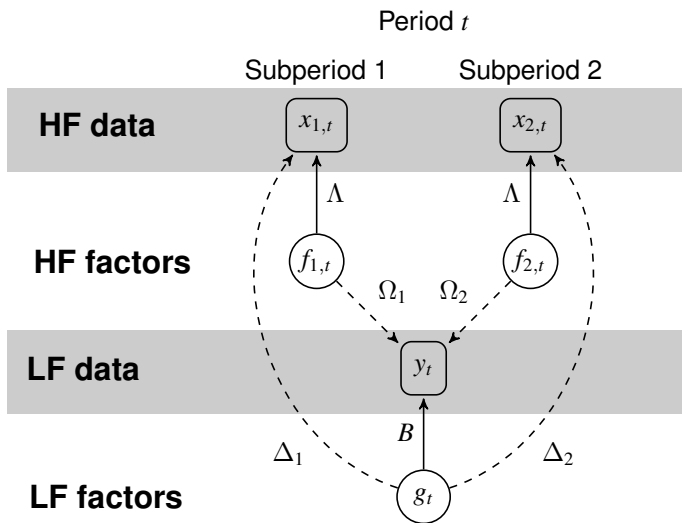 Period t
Subperiod 1 Subperiod 2
HF data x₁,t x₂,t
Λ Λ
HF factors f₁,t f₂,t
Ω₁ Ω₂
LF data yₜ
B
Δ₁ Δ₂
LF factors gₜ